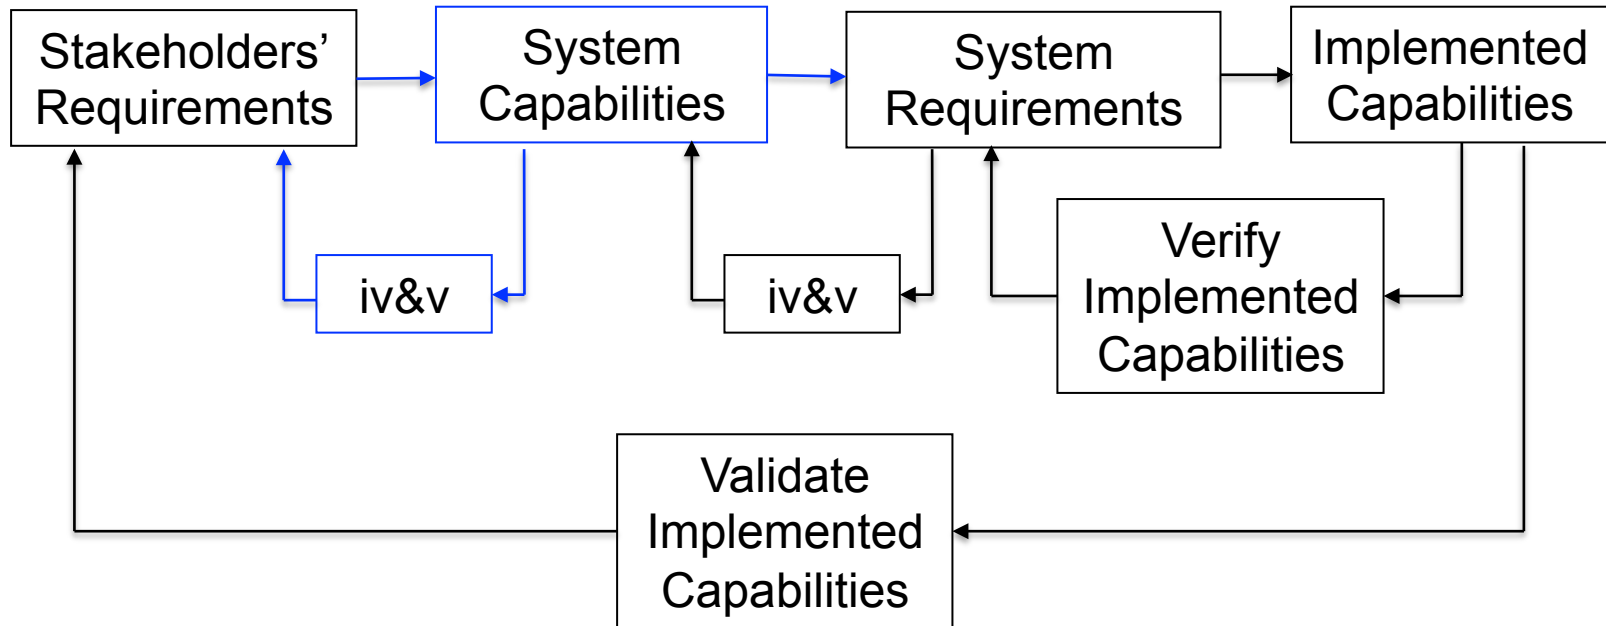 Stakeholders’
Requirements
System
Capabilities
System
Requirements
Implemented
Capabilities
iv&v
iv&v
Verify
Implemented
Capabilities
Validate
Implemented
Capabilities